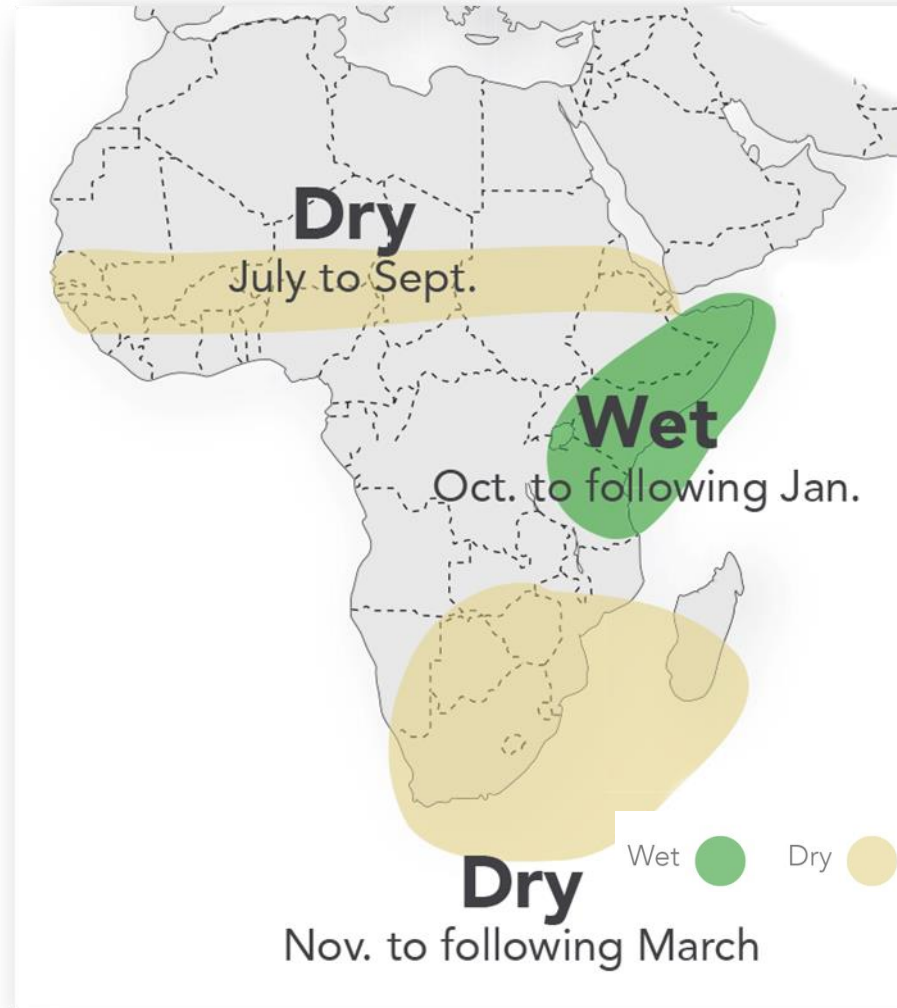 Dry
July to Sept.
Wet
Oct. to following Jan.
Wet
Dry
Dry
Nov. to following March